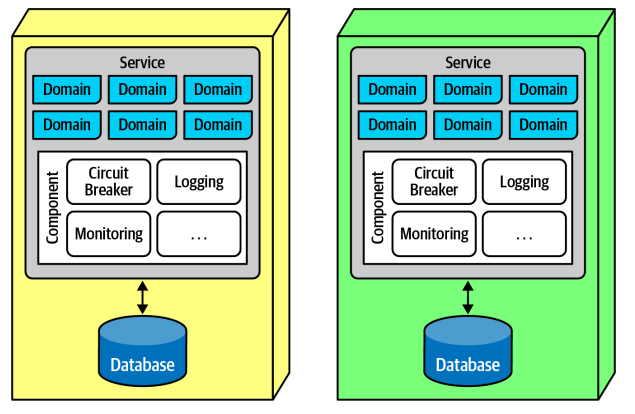 Service
Domain Domain Domain
Domain Domain Domain
Component
Circuit
Breaker
Logging
Monitoring
...
Database
Service
Domain Domain Domain
Domain Domain Domain
Component
Circuit
Breaker
Logging
Monitoring
...
Database